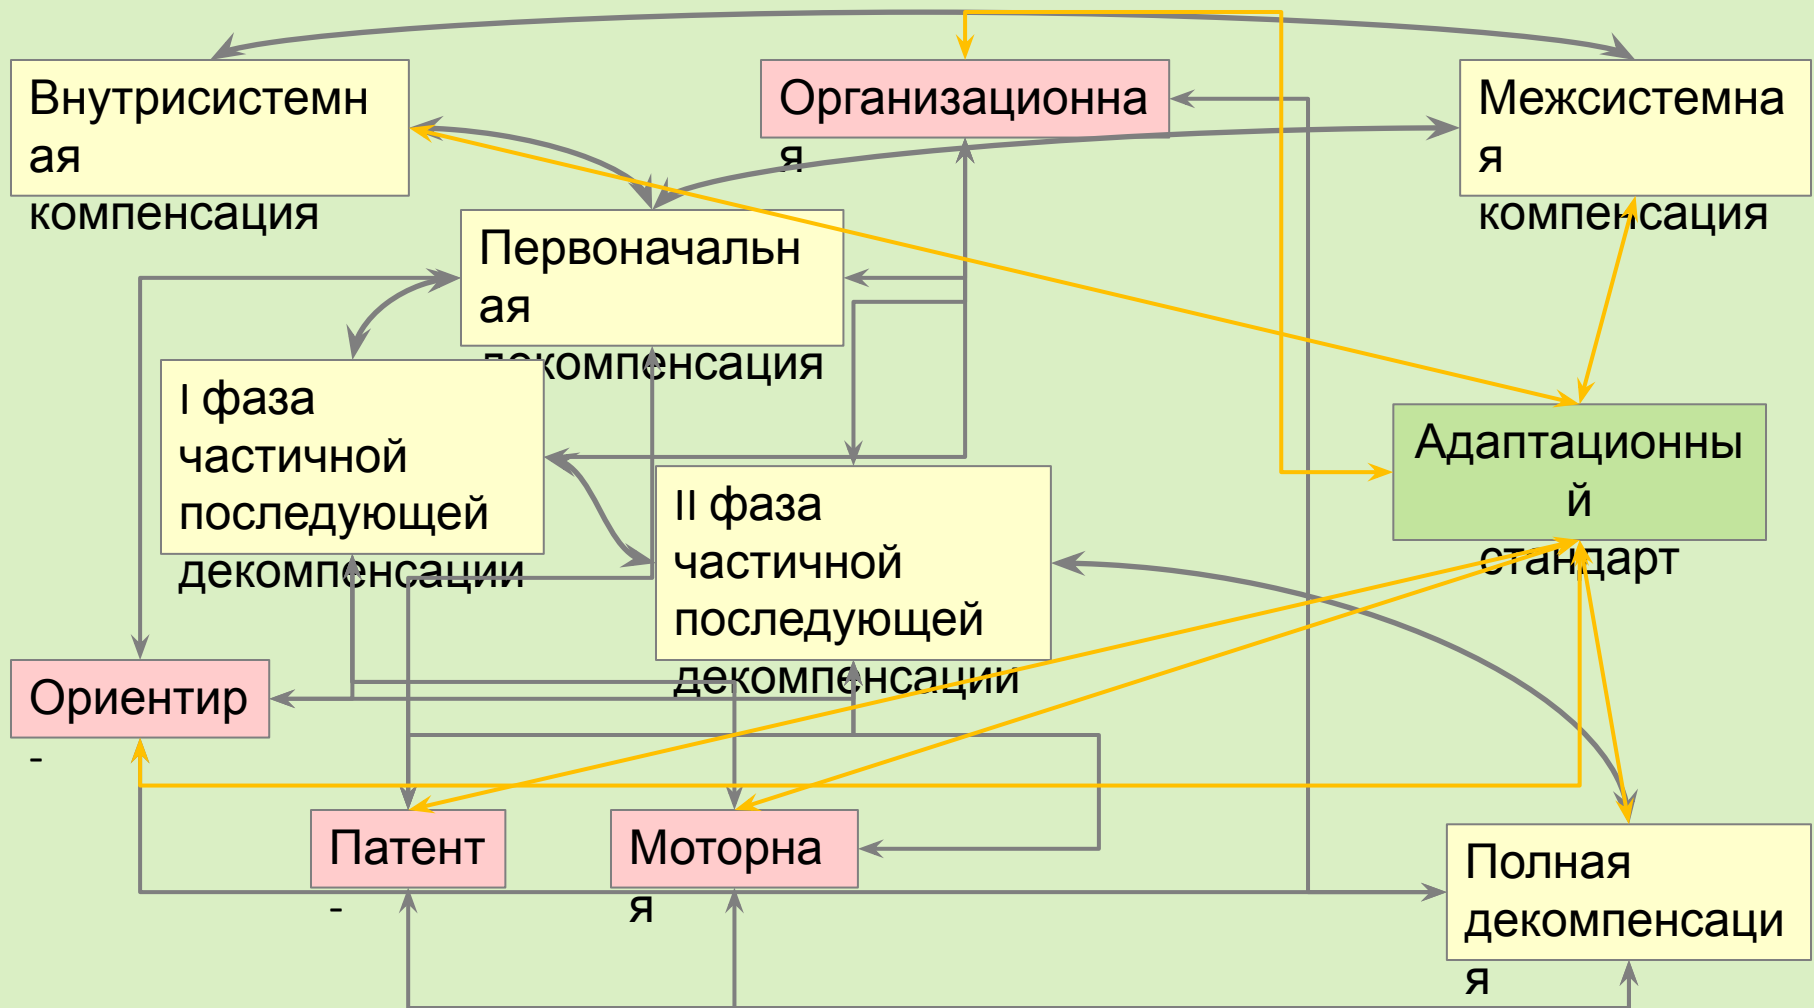 Внутрисистемн
ая
компенсация
Организационна
я
Межсистемна
я
компенсация
Первоначальн
ая
декомпенсация
I фаза
частичной
последующей
декомпенсации
Адаптационны
й
стандарт
II фаза
частичной
последующей
декомпенсации
Ориентир
-
Патент
-
Моторна
я
Полная
декомпенсаци
я